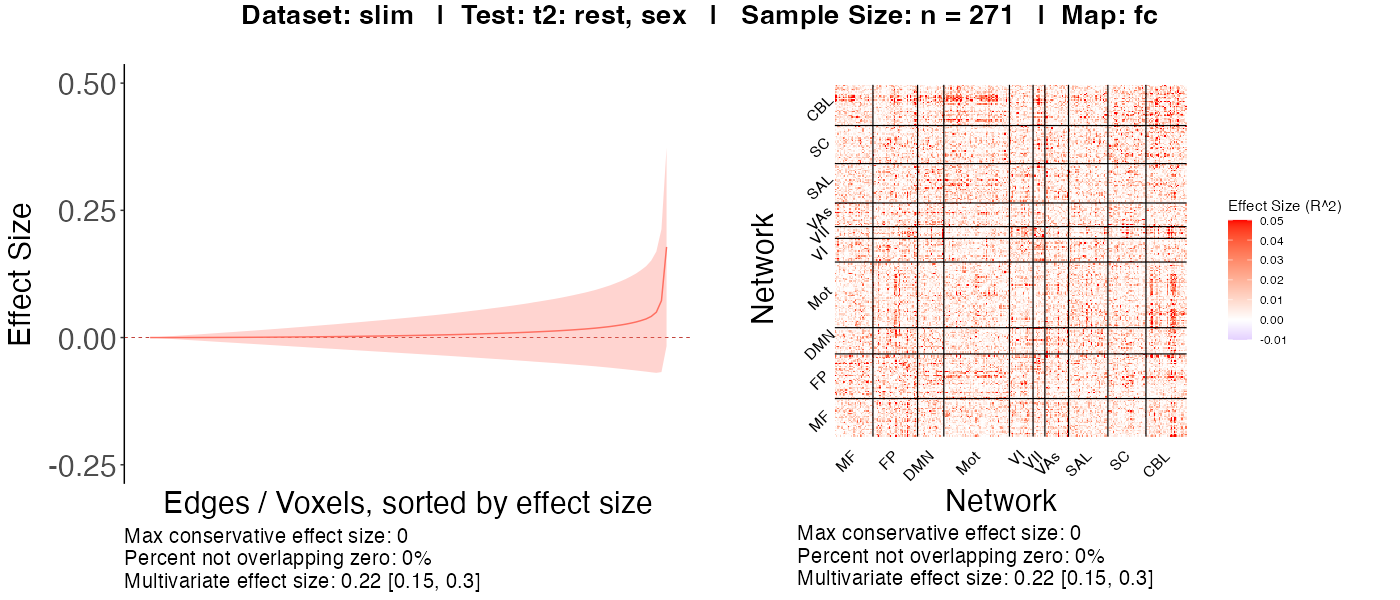 Dataset: slim | Test: t2: rest, sex | Sample Size: n = 271 | Map: fc
Effect Size
0.50
0.25
0.00
-0.25
Edges / Voxels, sorted by effect size
Max conservative effect size: 0
Percent not overlapping zero: 0%
Multivariate effect size: 0.22 [0.15, 0.3]
Network
CBL
SC
SAL
VAs
VII
VI
Mot
DMN
FP
MF
MF
FP
DMN
Mot
VI
VII
VAs
SAL
SC
CBL
Network
Max conservative effect size: 0
Percent not overlapping zero: 0%
Multivariate effect size: 0.22 [0.15, 0.3]
Effect Size (R^2)
0.05
0.04
0.03
0.02
0.01
0.00
-0.01